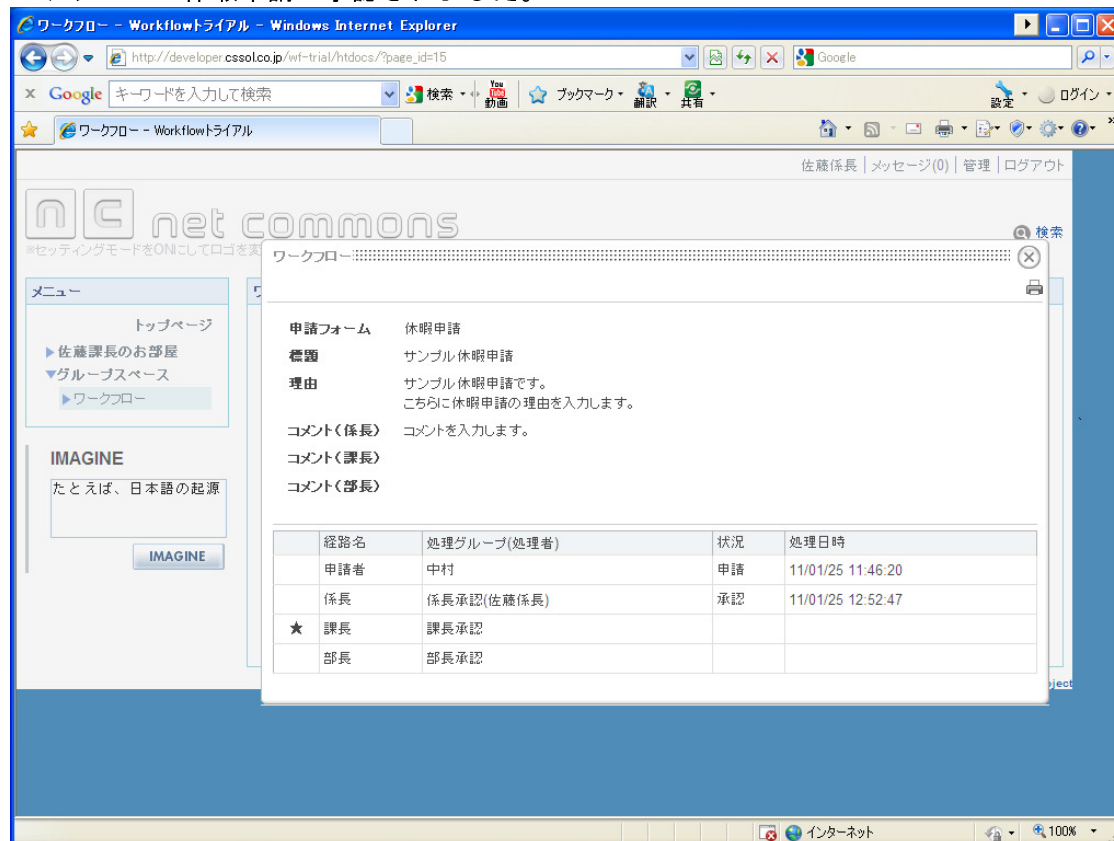 ワークフロー - Workflowトライアル - Windows Internet Explorer
http://developer.cssol.co.jp/wf-trial/htdocs/?page_id=15
Google
x Google キーワードを入力して検索 検索 You Tube 動画 ブックマーク 翻訳 共有 設定 ログイン
ワークフロー - Workflowトライアル
佐藤係長 | メッセージ(0) | 管理 | ログアウト
nc net commons
検索
※セッティングモードをONにしてロゴを変
ワークフロー
メニュー
トップページ
▶佐藤課長のお部屋
▼グループスペース
▶ワークフロー
IMAGINE
たとえば、日本語の起源
IMAGINE
申請フォーム 休暇申請
標題 サンプル休暇申請
理由 サンプル休暇申請です。
こちらに休暇申請の理由を入力します。
コメント(係長) コメントを入力します。
コメント(課長)
コメント(部長)
経路名 処理グループ(処理者) 状況 処理日時
申請者 中村 申請 11/01/25 11:46:20
係長 係長承認(佐藤係長) 承認 11/01/25 12:52:47
★ 課長 課長承認
部長 部長承認
ject
インターネット 100%